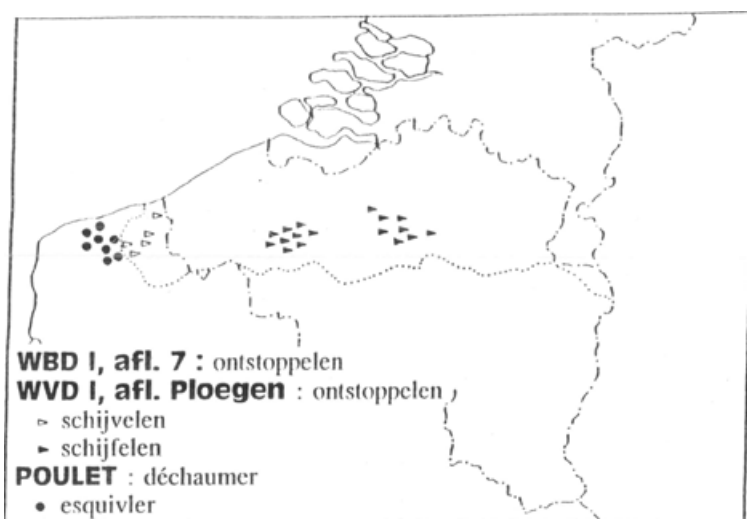 WBD I, afl. 7 : ontstoppelen
WVD I, afl. Ploegen : ontstoppelen
▹ schijvelen
► schijfelen
POULET : déchaumer
● esquivler